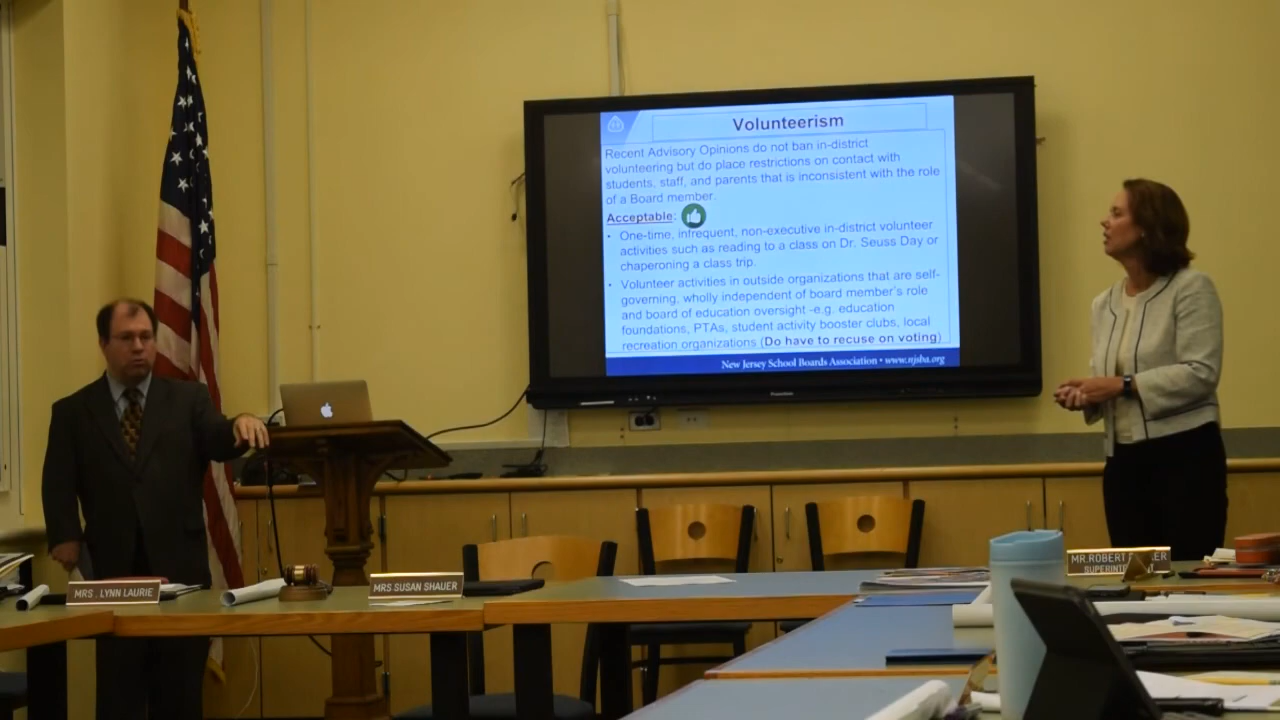 Volunteerism
Recent Advisory Opinions do not ban in-district
volunteering but do place restrictions on contact with
students, staff, and parents that is inconsistent with the role
of a Board member.
Acceptable:
• One-time, infrequent, non-executive in-district volunteer
activities such as reading to a class on Dr. Seuss Day or
chaperoning a class trip.
• Volunteer activities in outside organizations that are self-
governing, wholly independent of board member's role
and board of education oversight -e.g. education
foundations, PTAs, student activity booster clubs, local
recreation organizations (Do have to recuse on voting)
New Jersey School Boards Association • www.njsba.org
MRS. LYNN LAURIE
MRS SUSAN SHAUER
MR. ROBERT